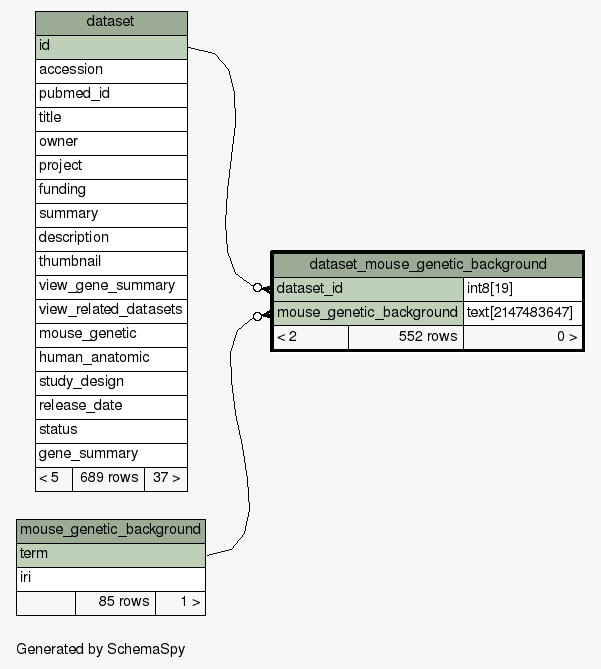 dataset
id
accession
pubmed_id
title
owner
project
funding
summary
description
thumbnail
view_gene_summary
view_related_datasets
mouse_genetic
human_anatomic
study_design
release_date
status
gene_summary
< 5 689 rows 37 >
dataset_mouse_genetic_background
dataset_id int8[19]
mouse_genetic_background text[2147483647]
< 2 552 rows 0 >
mouse_genetic_background
term
iri
85 rows 1 >
Generated by SchemaSpy